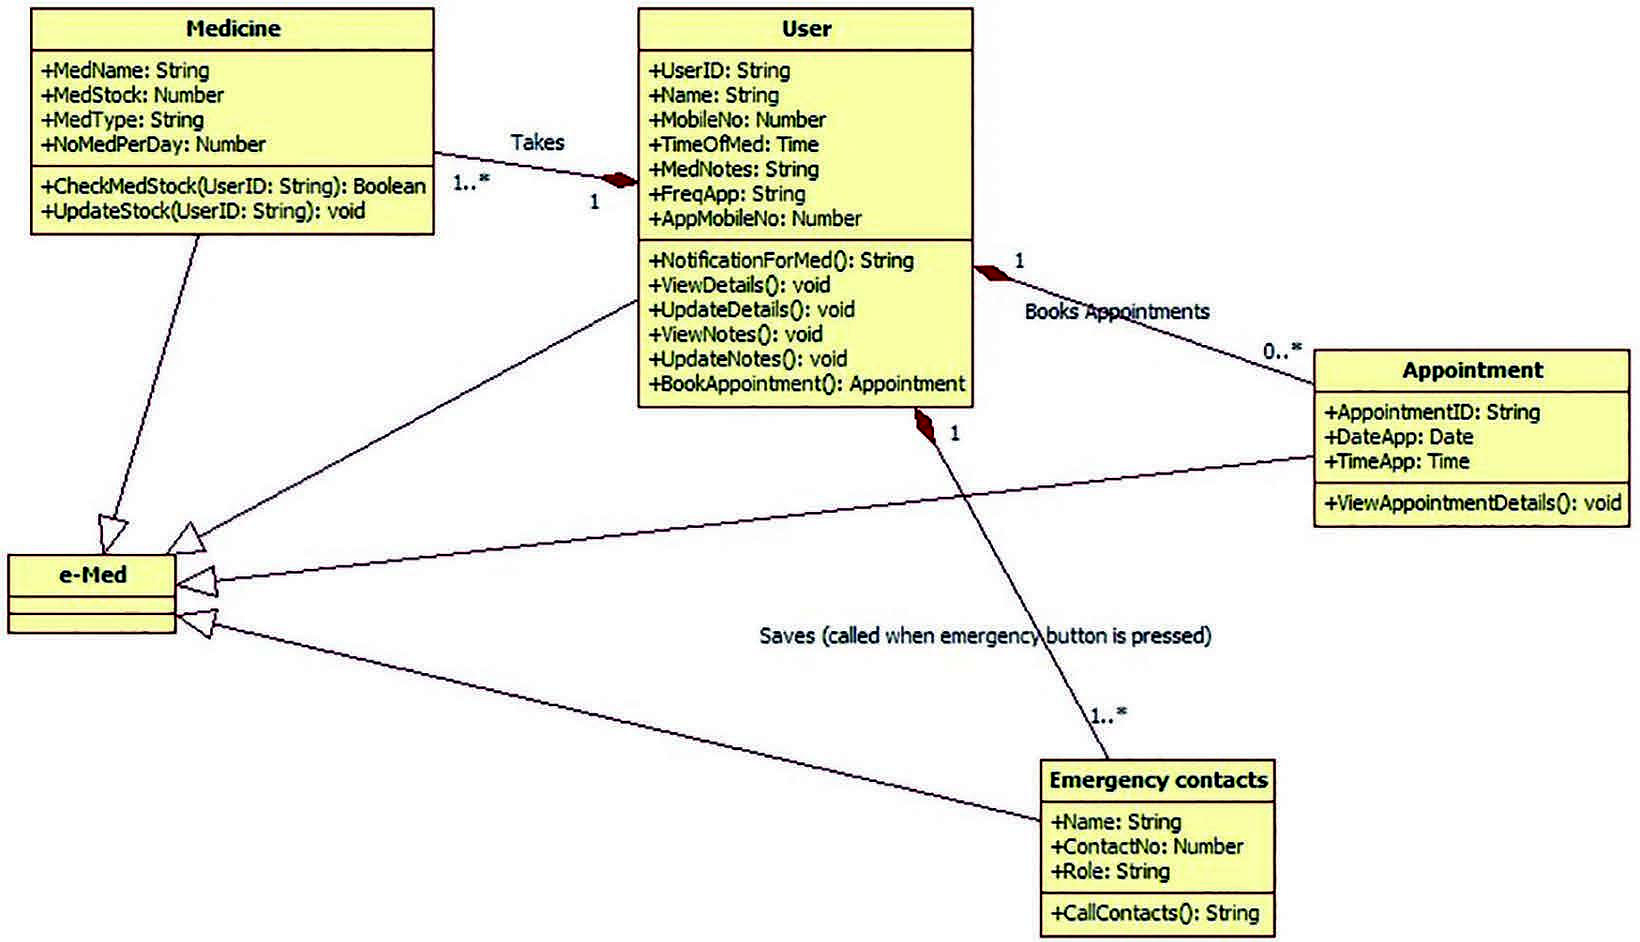 Medicine
+MedName: String
+MedStock: Number
+MedType: String
+NoMedPerDay: Number
+CheckMedStock(UserID: String): Boolean
+UpdateStock(UserID: String): void
Takes
1..*
1
User
+UserID: String
+Name: String
+MobileNo: Number
+TimeOfMed: Time
+MedNotes: String
+FreqApp: String
+AppMobileNo: Number
+NotificationForMed(): String
+ViewDetails(): void
+UpdateDetails(): void
+ViewNotes(): void
+UpdateNotes(): void
+BookAppointment(): Appointment
1
Books Appointments
0..*
Appointment
+AppointmentID: String
+DateApp: Date
+TimeApp: Time
+ViewAppointmentDetails(): void
1
e-Med
Saves (called when emergency button is pressed)
1..*
Emergency contacts
+Name: String
+ContactNo: Number
+Role: String
+CallContacts(): String